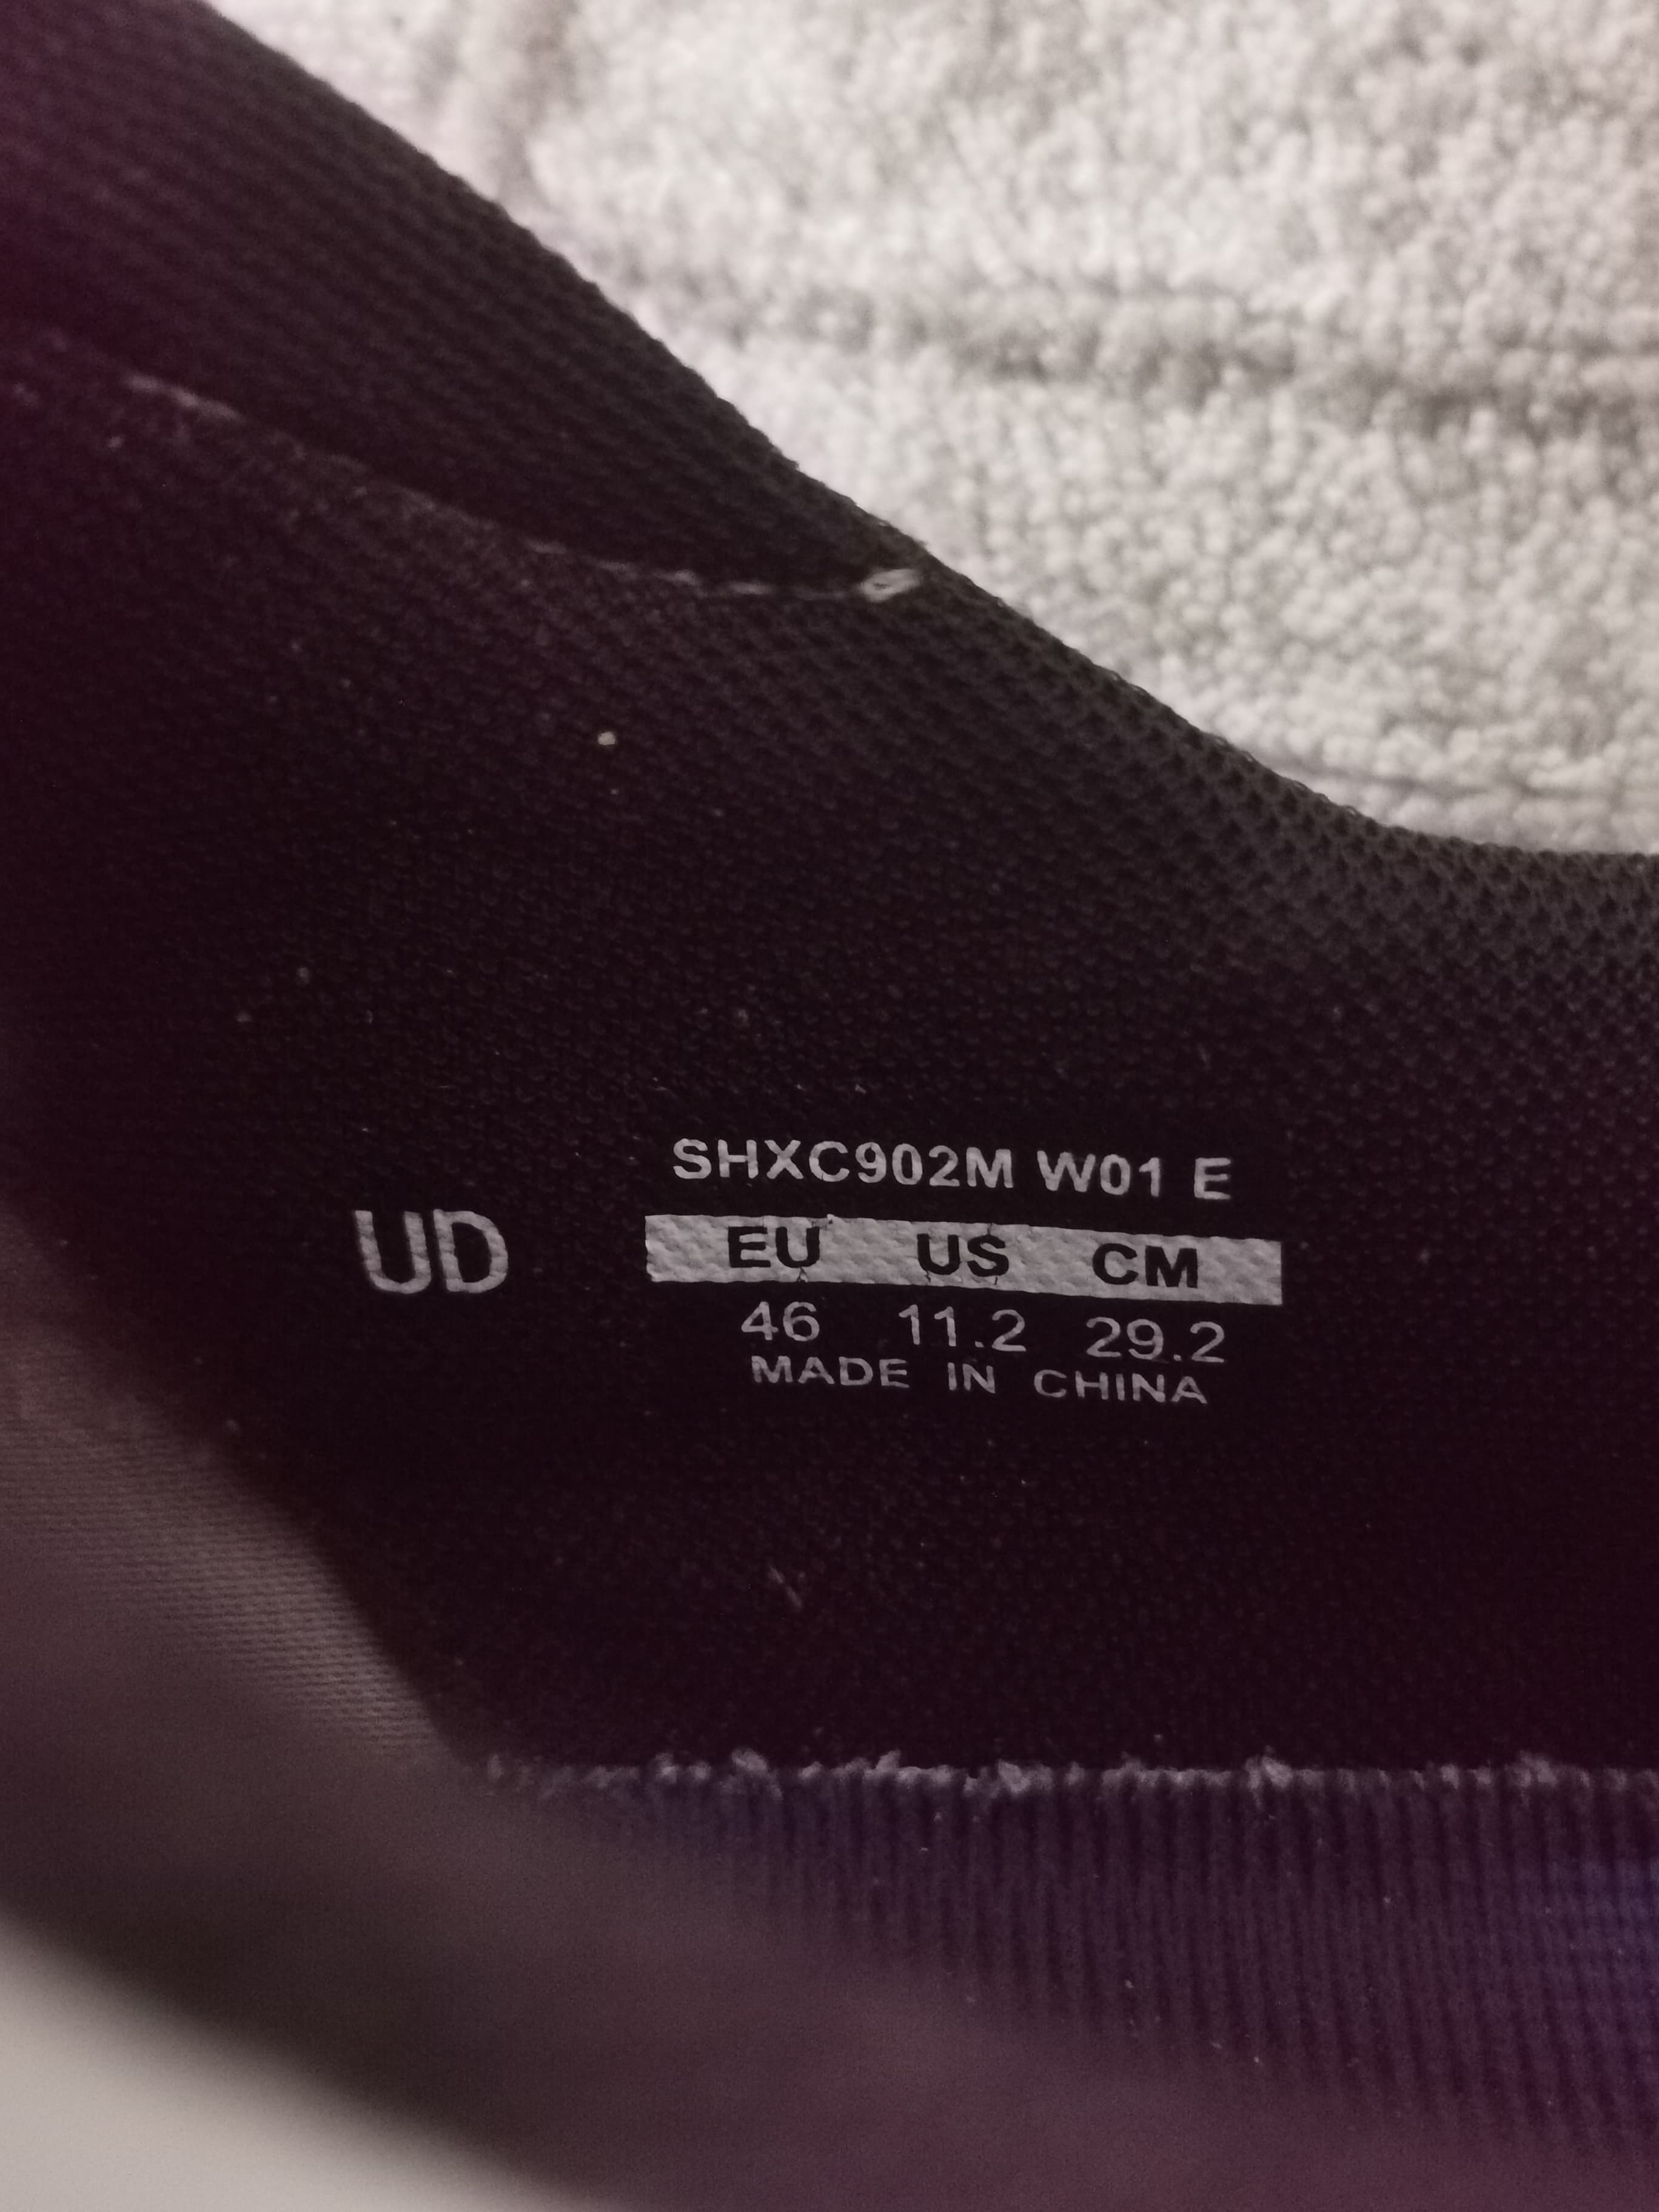 SHXC902M W01 E
UD
EU US CM
46 11.2 29.2
MADE IN CHINA